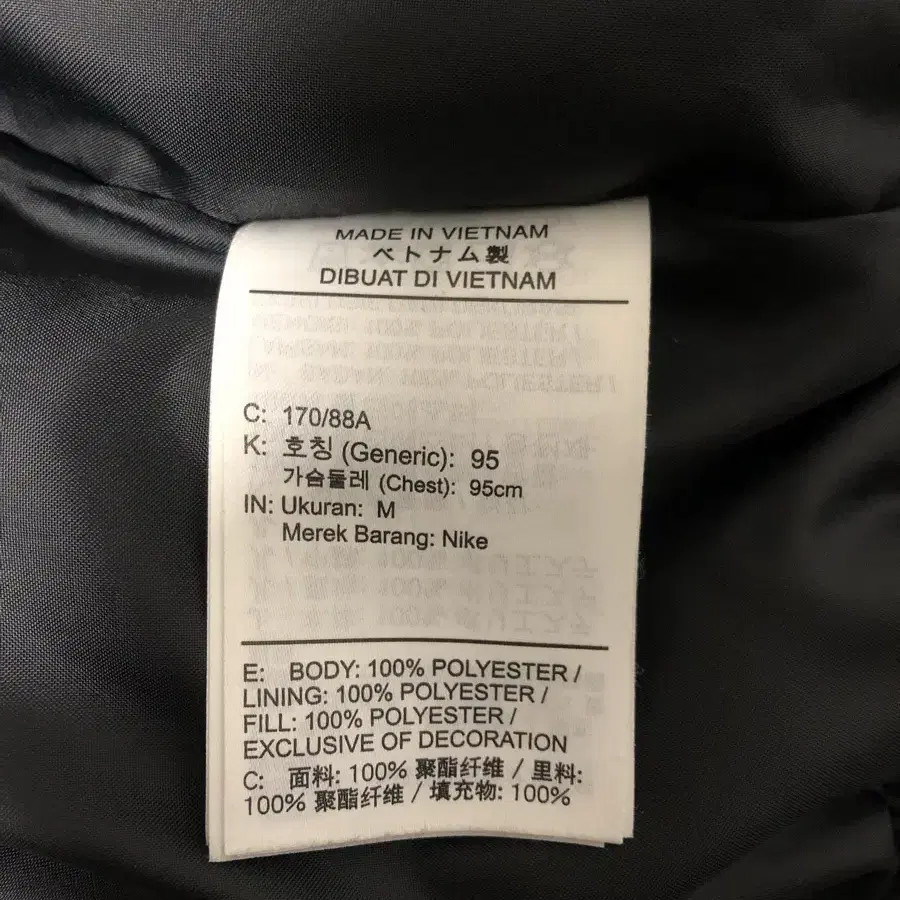 MADE IN VIETNAM
ベトナム製
DIBUAT DI VIETNAM
C: 170/88A
K: 호칭 (Generic): 95
가슴둘레 (Chest): 95cm
IN: Ukuran: M
Merek Barang: Nike
E: BODY: 100% POLYESTER /
LINING: 100% POLYESTER /
FILL: 100% POLYESTER /
EXCLUSIVE OF DECORATION
C: 面料: 100% 聚酯纤维 / 里料:
100% 聚酯纤维 / 填充物: 100%